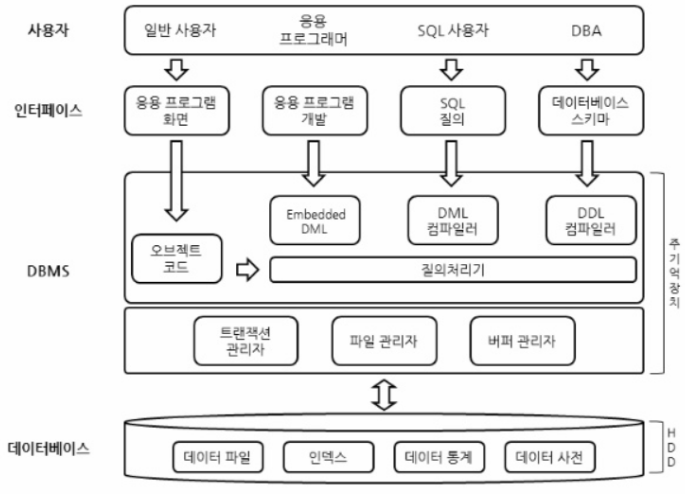 사용자
일반 사용자
응용
프로그래머
SQL 사용자
DBA
인터페이스
응용 프로그램
화면
응용 프로그램
개발
SQL
질의
데이터베이스
스키마
DBMS
오브젝트
코드
Embedded
DML
DML
컴파일러
DDL
컴파일러
질의처리기
트랜잭션
관리자
파일 관리자
버퍼 관리자
주기억장치
데이터베이스
데이터 파일
인덱스
데이터 통계
데이터 사전
HDD